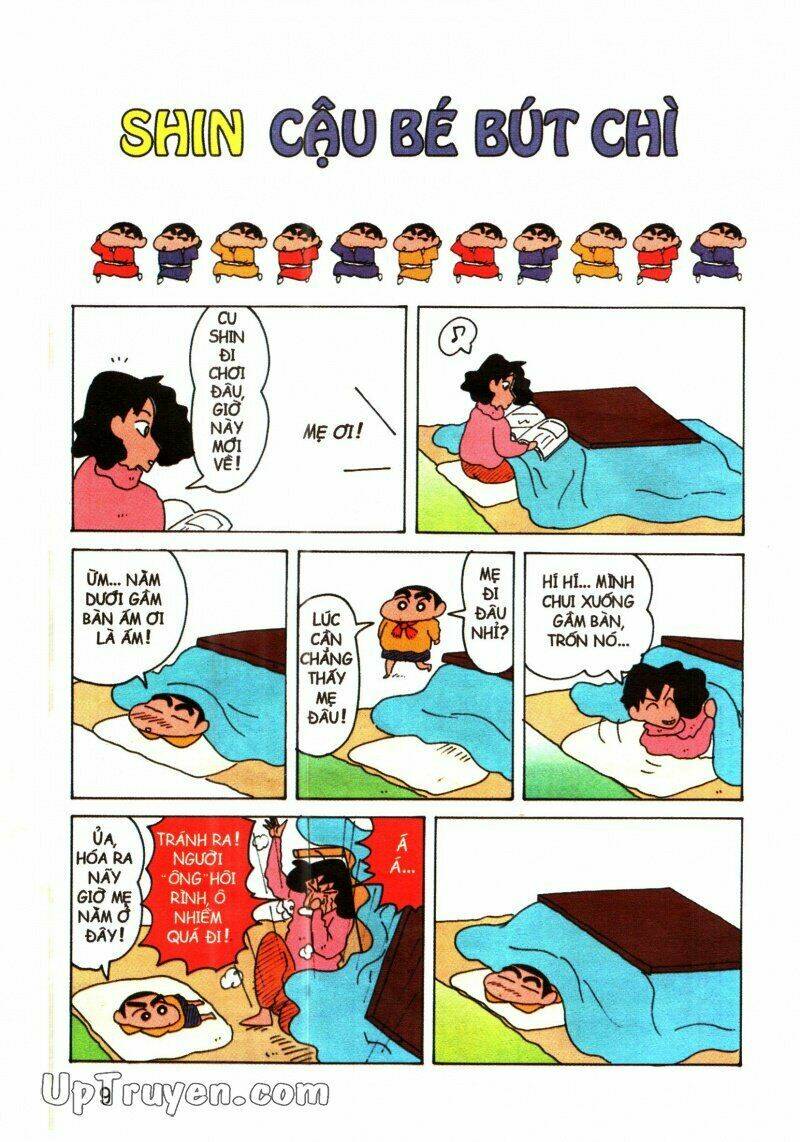 SHIN CẬU BÉ BÚT CHÌ
♪
MẸ ƠI!
CU
SHIN
ĐI
CHƠI
ĐÂU,
GIỜ
NÀY
MỚI
VỀ!
HÍ HÍ... MÌNH
CHUI XUỐNG
GẦM BÀN,
TRỐN NÓ...
MẸ
ĐI
ĐÂU
NHỈ?
LÚC
CẦN
CHẲNG
THẤY
MẸ
ĐÂU!
ỪM... NẰM
DƯỚI GẦM
BÀN ẤM ƠI
LÀ ẤM!
Á
Á...
TRÁNH RA!
NGƯỜI
"ÔNG" HÔI
RÌNH, Ô
NHIỄM
QUÁ ĐI!
ỦA,
HÓA RA
NÃY
GIỜ MẸ
NẰM Ở
ĐÂY!
UpTruyen.com
9